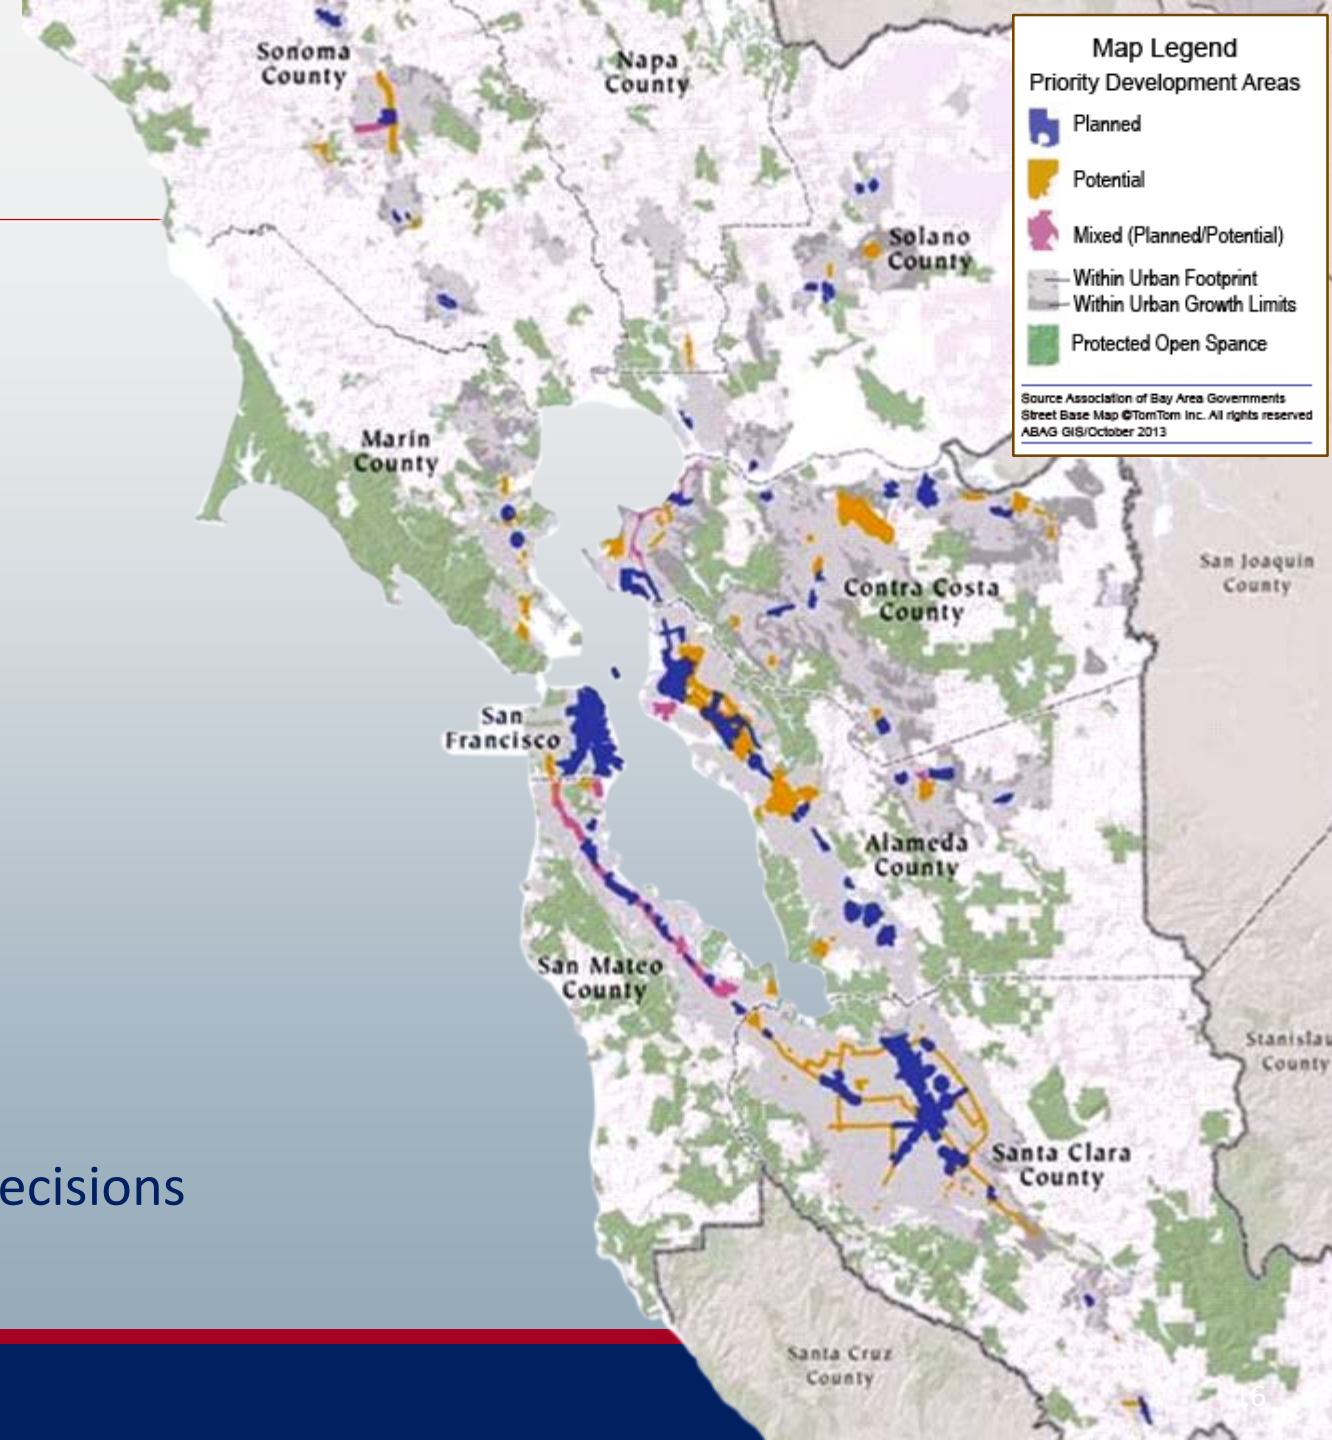 Map Legend
Priority Development Areas
Planned
Potential
Mixed (Planned/Potential)
Within Urban Footprint
Within Urban Growth Limits
Protected Open Spance
Source Association of Bay Area Governments
Street Base Map ©TomTom Inc. All rights reserved
ABAG GIS/October 2013
Sonoma
County
Napa
County
Solano
County
Marin
County
Contra Costa
County
San Joaquin
County
San
Francisco
Alameda
County
San Mateo
County
Stanislau
County
Santa Clara
County
ecisions
Santa Cruz
County
16